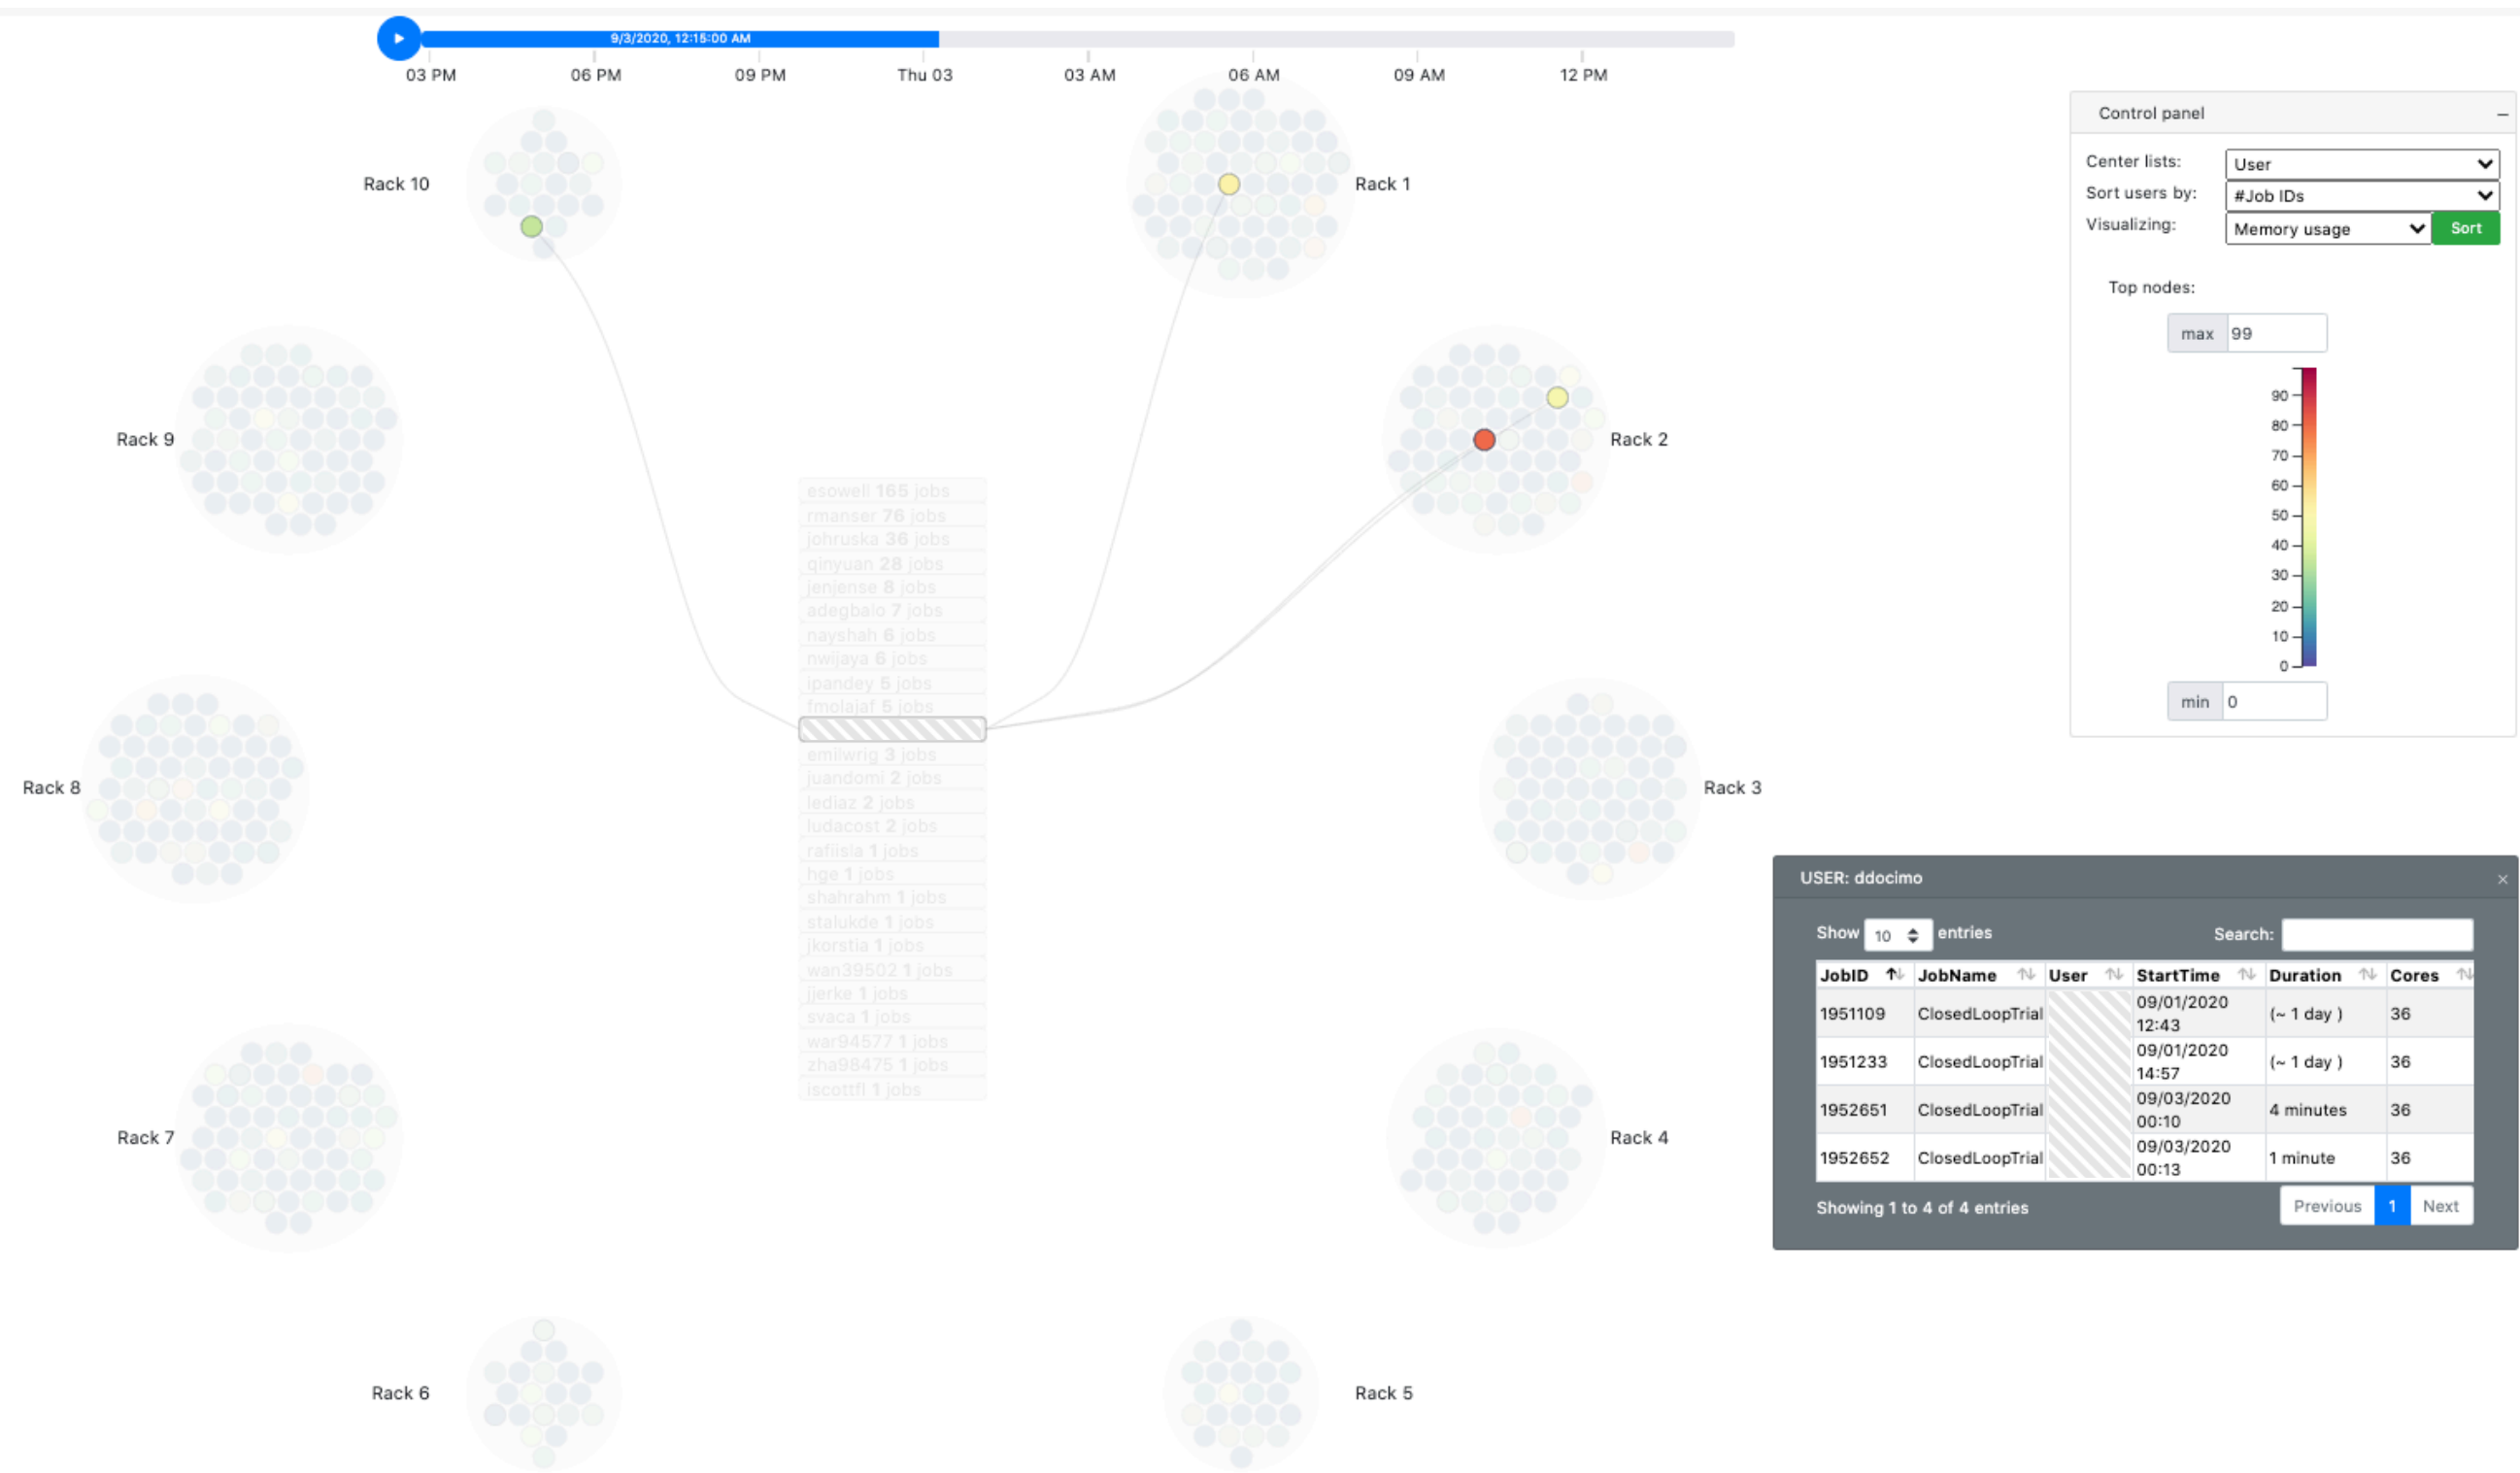 9/3/2020, 12:15:00 AM
03 PM 06 PM 09 PM Thu 03 03 AM 06 AM 09 AM 12 PM
Control panel
Center lists: User
Sort users by: #Job IDs
Visualizing: Memory usage Sort
Top nodes:
max 99
90
80
70
60
50
40
30
20
10
0
min 0
Rack 10
Rack 1
Rack 9
Rack 2
Rack 8
Rack 3
Rack 7
Rack 4
Rack 6
Rack 5
esowell 165 jobs
rmanser 76 jobs
johruska 36 jobs
qinyuan 28 jobs
jenjense 8 jobs
adegbalo 7 jobs
nayshah 6 jobs
nwijaya 6 jobs
ipandey 5 jobs
fmolajaf 5 jobs
emilwrig 3 jobs
juandomi 2 jobs
lediaz 2 jobs
ludacost 2 jobs
rafiisla 1 jobs
hge 1 jobs
shahrahm 1 jobs
stalukde 1 jobs
jkorstia 1 jobs
wan39502 1 jobs
jjerke 1 jobs
svaca 1 jobs
war94577 1 jobs
zha98475 1 jobs
iscottfl 1 jobs
USER: ddocimo
Show 10 entries Search:
JobID JobName User StartTime Duration Cores
1951109 ClosedLoopTrial 09/01/2020 12:43 (~ 1 day ) 36
1951233 ClosedLoopTrial 09/01/2020 14:57 (~ 1 day ) 36
1952651 ClosedLoopTrial 09/03/2020 00:10 4 minutes 36
1952652 ClosedLoopTrial 09/03/2020 00:13 1 minute 36
Showing 1 to 4 of 4 entries Previous 1 Next